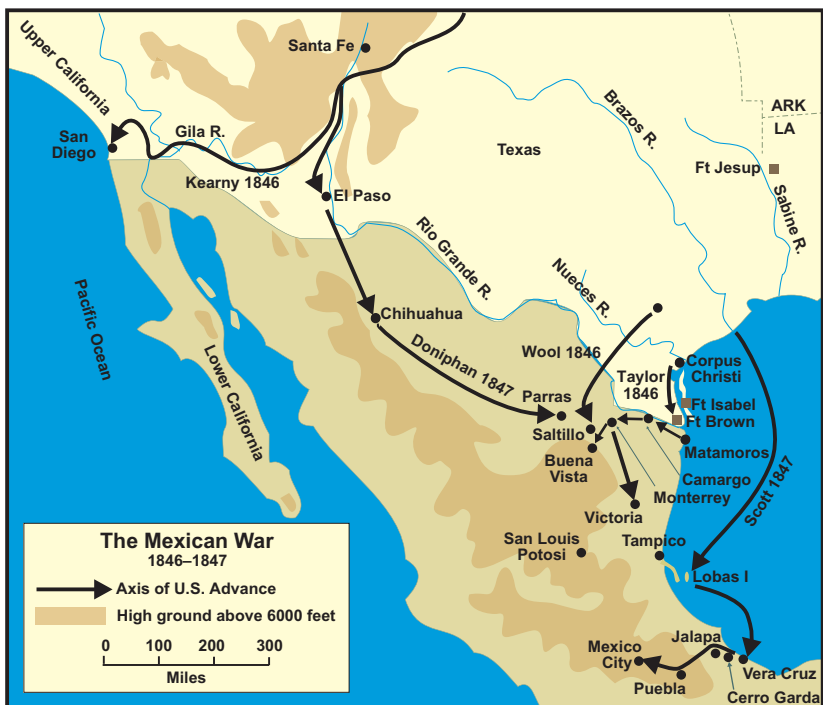 Santa Fe
Upper California
Brazos R.
ARK
LA
San
Diego
Gila R.
Texas
Ft Jesup
Sabine R.
Kearny 1846
El Paso
Rio Grande R.
Nueces R.
Pacific Ocean
Chihuahua
Lower California
Doniphan 1847
Wool 1846
Corpus
Christi
Taylor
1846
Parras
Ft Isabel
Ft Brown
Saltillo
Matamoros
Buena
Vista
Camargo
Monterrey
Scott 1847
Victoria
San Louis
Potosi
Tampico
Lobas I
The Mexican War
1846–1847
Axis of U.S. Advance
High ground above 6000 feet
0 100 200 300
Miles
Mexico
City
Jalapa
Vera Cruz
Puebla
Cerro Garda